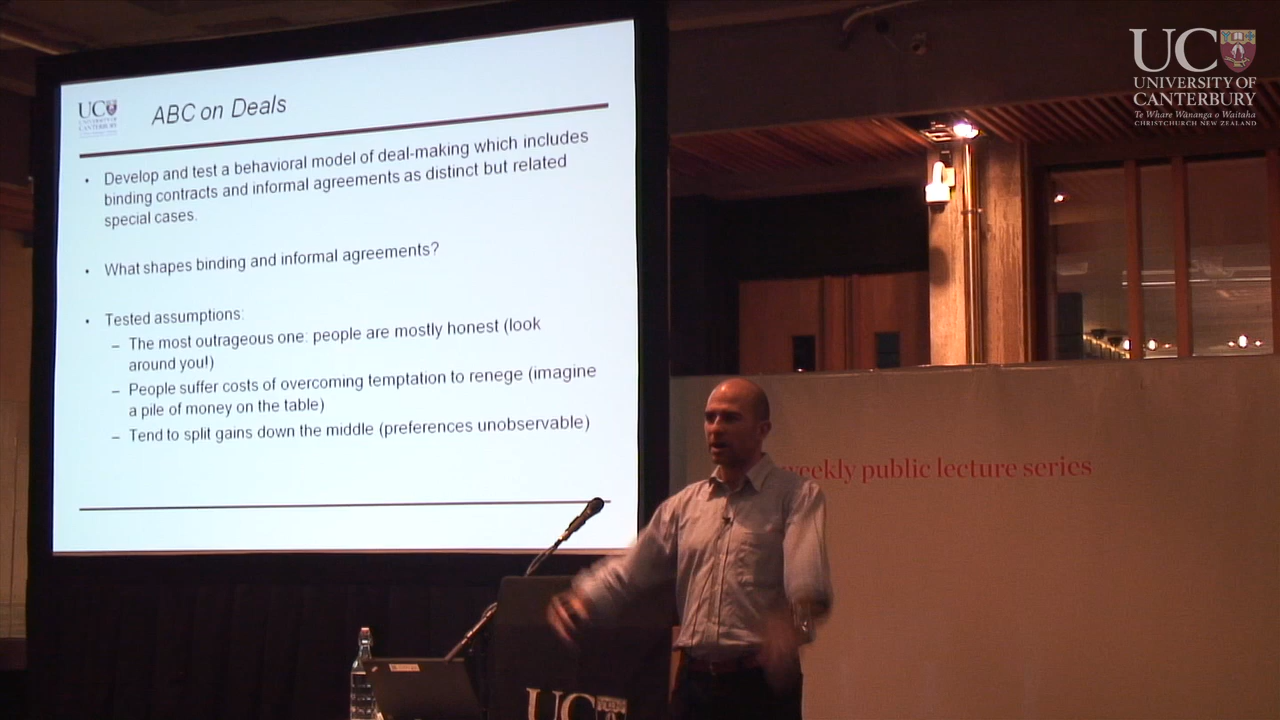 UC
UNIVERSITY OF
CANTERBURY
ABC on Deals
• Develop and test a behavioral model of deal-making which includes
binding contracts and informal agreements as distinct but related
special cases.
• What shapes binding and informal agreements?
• Tested assumptions:
– The most outrageous one: people are mostly honest (look
around you!)
– People suffer costs of overcoming temptation to renege (imagine
a pile of money on the table)
– Tend to split gains down the middle (preferences unobservable)
UC
UNIVERSITY OF
CANTERBURY
Te Whare Wānanga o Waitaha
CHRISTCHURCH NEW ZEALAND
weekly public lecture series
UC